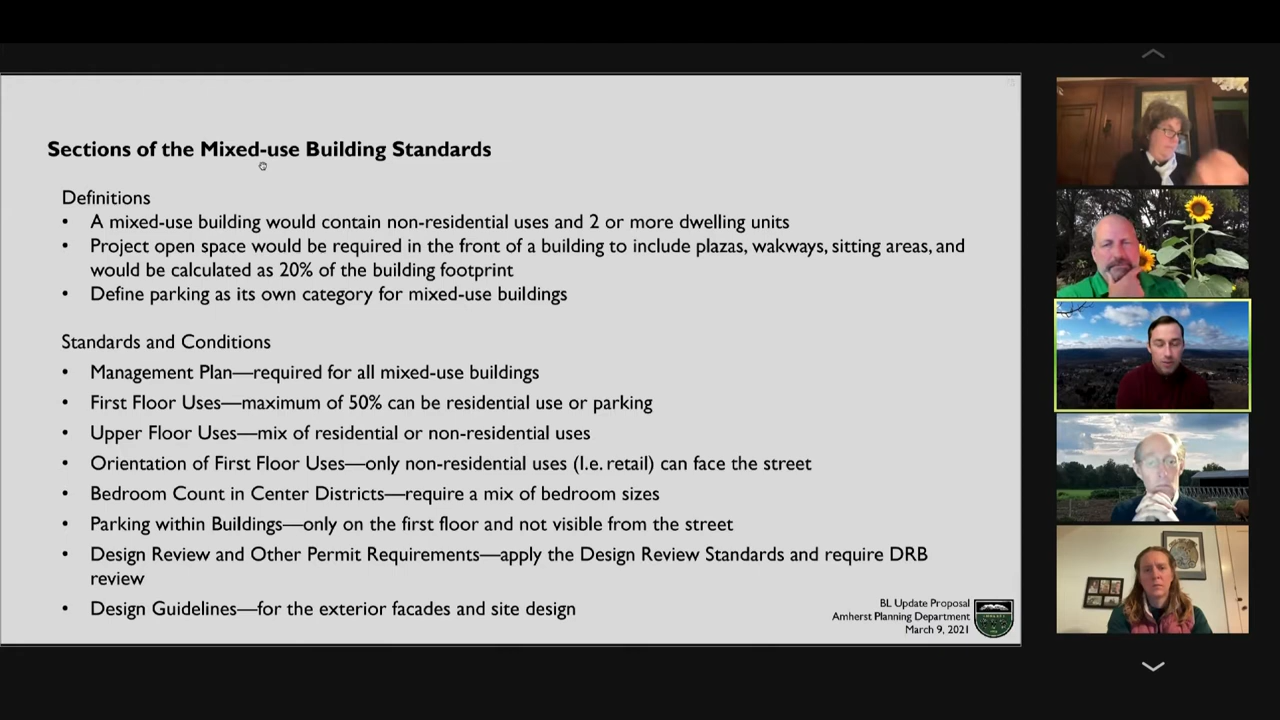 Sections of the Mixed-use Building Standards
Definitions
• A mixed-use building would contain non-residential uses and 2 or more dwelling units
• Project open space would be required in the front of a building to include plazas, wakways, sitting areas, and
would be calculated as 20% of the building footprint
• Define parking as its own category for mixed-use buildings
Standards and Conditions
• Management Plan—required for all mixed-use buildings
• First Floor Uses—maximum of 50% can be residential use or parking
• Upper Floor Uses—mix of residential or non-residential uses
• Orientation of First Floor Uses—only non-residential uses (I.e. retail) can face the street
• Bedroom Count in Center Districts—require a mix of bedroom sizes
• Parking within Buildings—only on the first floor and not visible from the street
• Design Review and Other Permit Requirements—apply the Design Review Standards and require DRB
review
• Design Guidelines—for the exterior facades and site design
BL Update Proposal
Amherst Planning Department
March 9, 2021